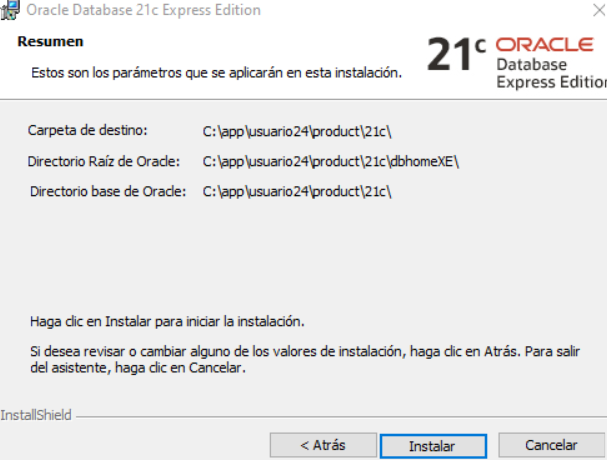 Oracle Database 21c Express Edition
Resumen
Estos son los parámetros que se aplicarán en esta instalación.
21c ORACLE
Database
Express Edition
Carpeta de destino: C:\app\usuario24\product\21c\
Directorio Raíz de Oracle: C:\app\usuario24\product\21c\dbhomeXE\
Directorio base de Oracle: C:\app\usuario24\product\21c\
Haga clic en Instalar para iniciar la instalación.
Si desea revisar o cambiar alguno de los valores de instalación, haga clic en Atrás. Para salir
del asistente, haga clic en Cancelar.
InstallShield
< Atrás
Instalar
Cancelar